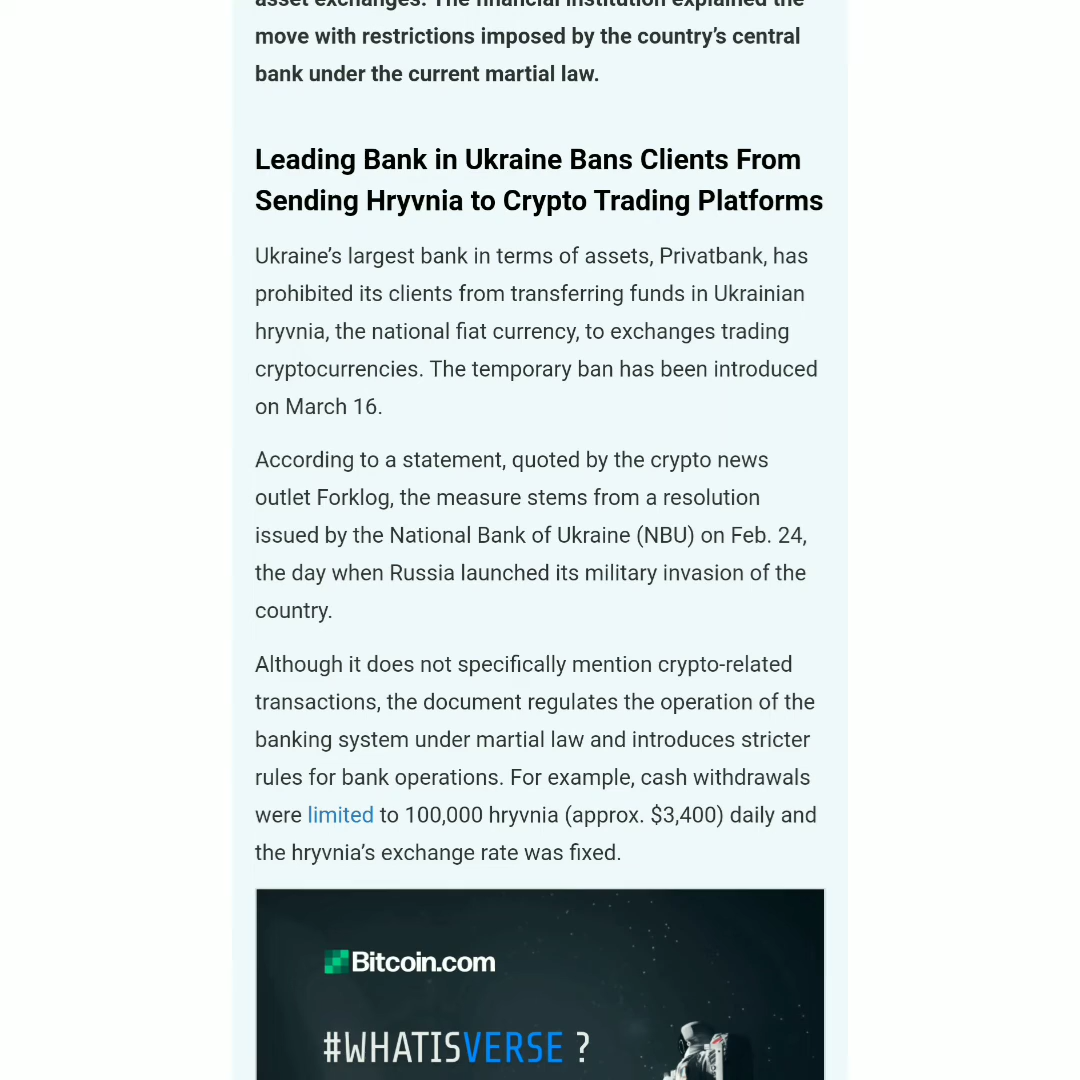 asset exchanges. The financial institution explained the
move with restrictions imposed by the country’s central
bank under the current martial law.
Leading Bank in Ukraine Bans Clients From
Sending Hryvnia to Crypto Trading Platforms
Ukraine’s largest bank in terms of assets, Privatbank, has
prohibited its clients from transferring funds in Ukrainian
hryvnia, the national fiat currency, to exchanges trading
cryptocurrencies. The temporary ban has been introduced
on March 16.
According to a statement, quoted by the crypto news
outlet Forklog, the measure stems from a resolution
issued by the National Bank of Ukraine (NBU) on Feb. 24,
the day when Russia launched its military invasion of the
country.
Although it does not specifically mention crypto-related
transactions, the document regulates the operation of the
banking system under martial law and introduces stricter
rules for bank operations. For example, cash withdrawals
were limited to 100,000 hryvnia (approx. $3,400) daily and
the hryvnia’s exchange rate was fixed.
Bitcoin.com
#WHATISVERSE ?